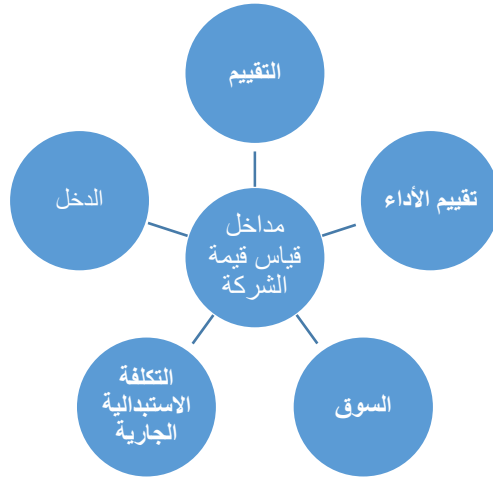 التقييم
تقييم الأداء
الدخل
مداخل
قياس قيمة
الشركة
التكلفة
الاستبدالية
الجارية
السوق